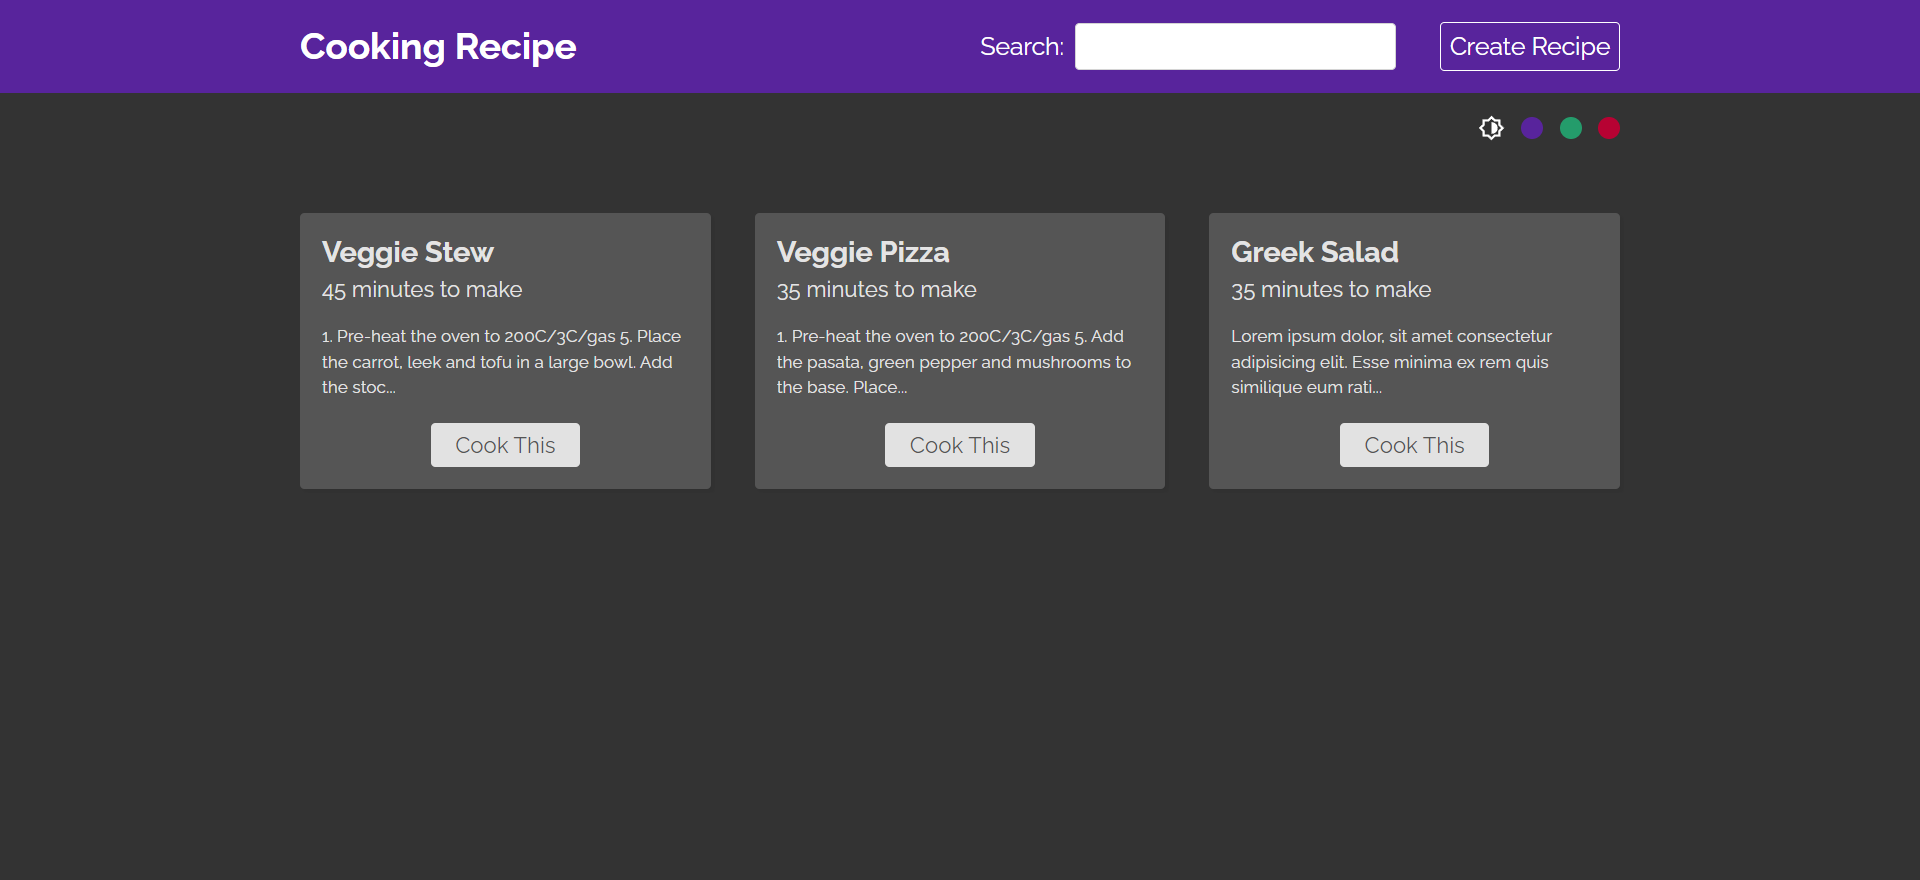 Cooking Recipe
Search:
Create Recipe
Veggie Stew
45 minutes to make
1. Pre-heat the oven to 200C/3C/gas 5. Place
the carrot, leek and tofu in a large bowl. Add
the stoc...
Cook This
Veggie Pizza
35 minutes to make
1. Pre-heat the oven to 200C/3C/gas 5. Add
the pasata, green pepper and mushrooms to
the base. Place...
Cook This
Greek Salad
35 minutes to make
Lorem ipsum dolor, sit amet consectetur
adipisicing elit. Esse minima ex rem quis
similique eum rati...
Cook This